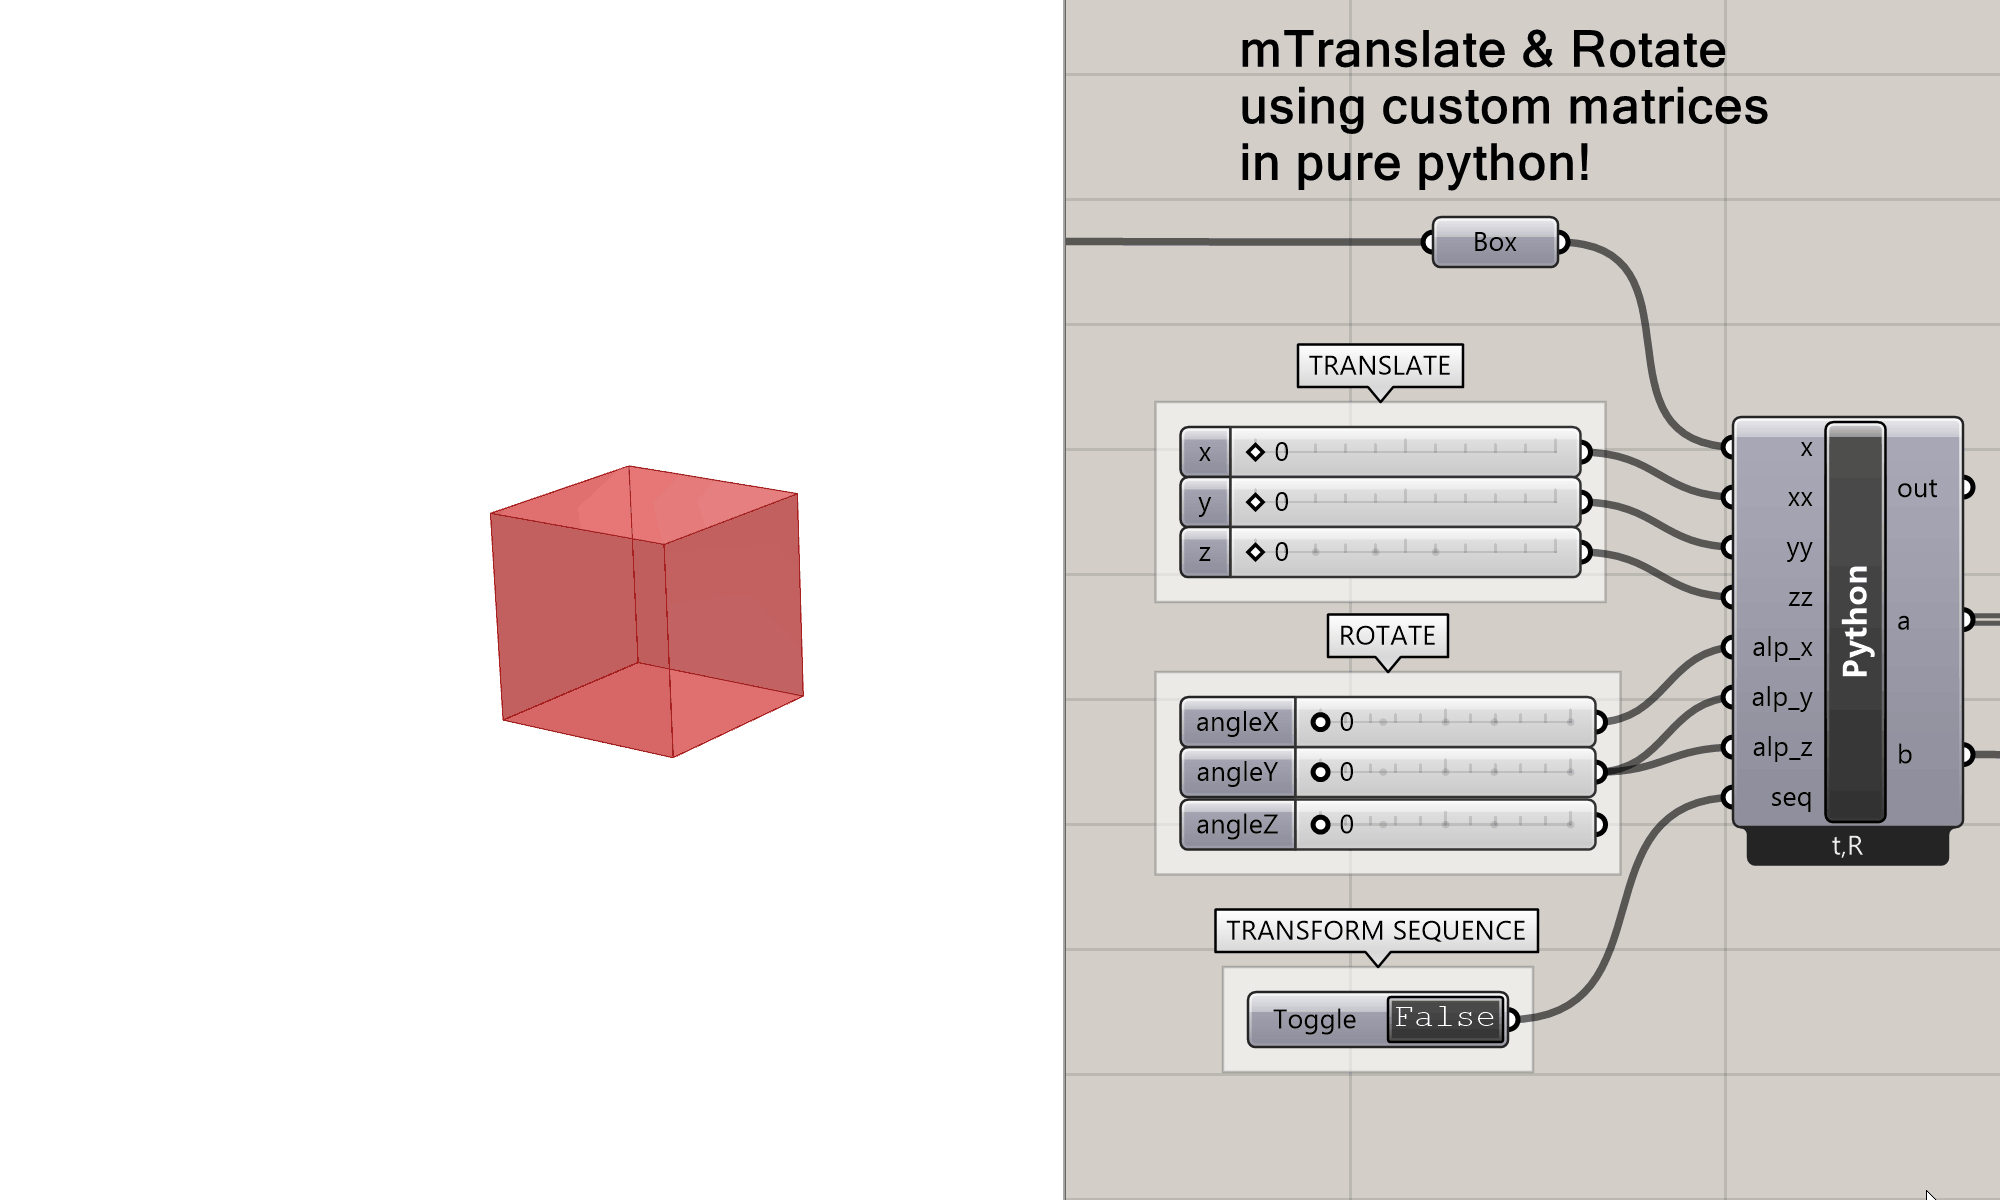 mTranslate & Rotate
using custom matrices
in pure python!
Box
TRANSLATE
x 0
y 0
z 0
ROTATE
angleX 0
angleY 0
angleZ 0
TRANSFORM SEQUENCE
Toggle False
x
xx
yy
zz
alp_x
alp_y
alp_z
seq
Python
out
a
b
t,R